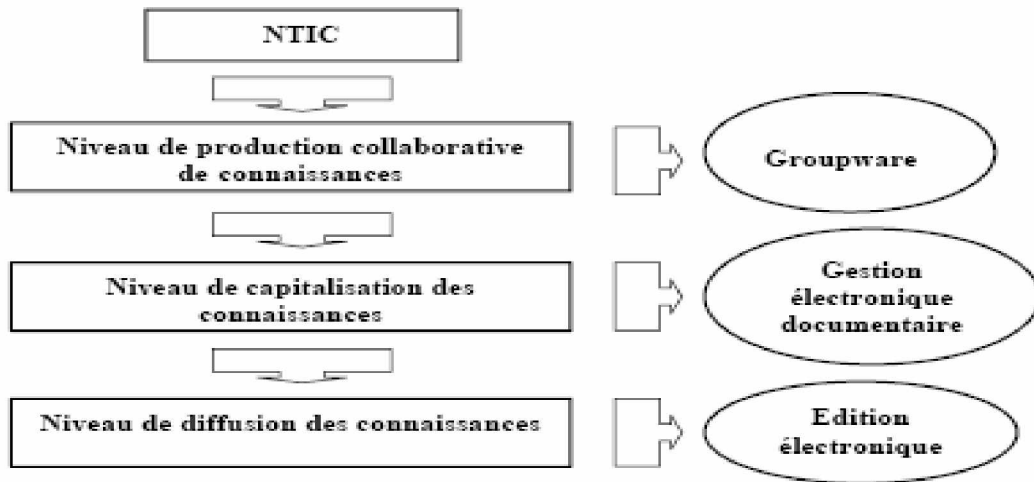 NTIC
Niveau de production collaborative
de connaissances
Groupware
Niveau de capitalisation des
connaissances
Gestion
électronique
documentaire
Niveau de diffusion des connaissances
Edition
électronique